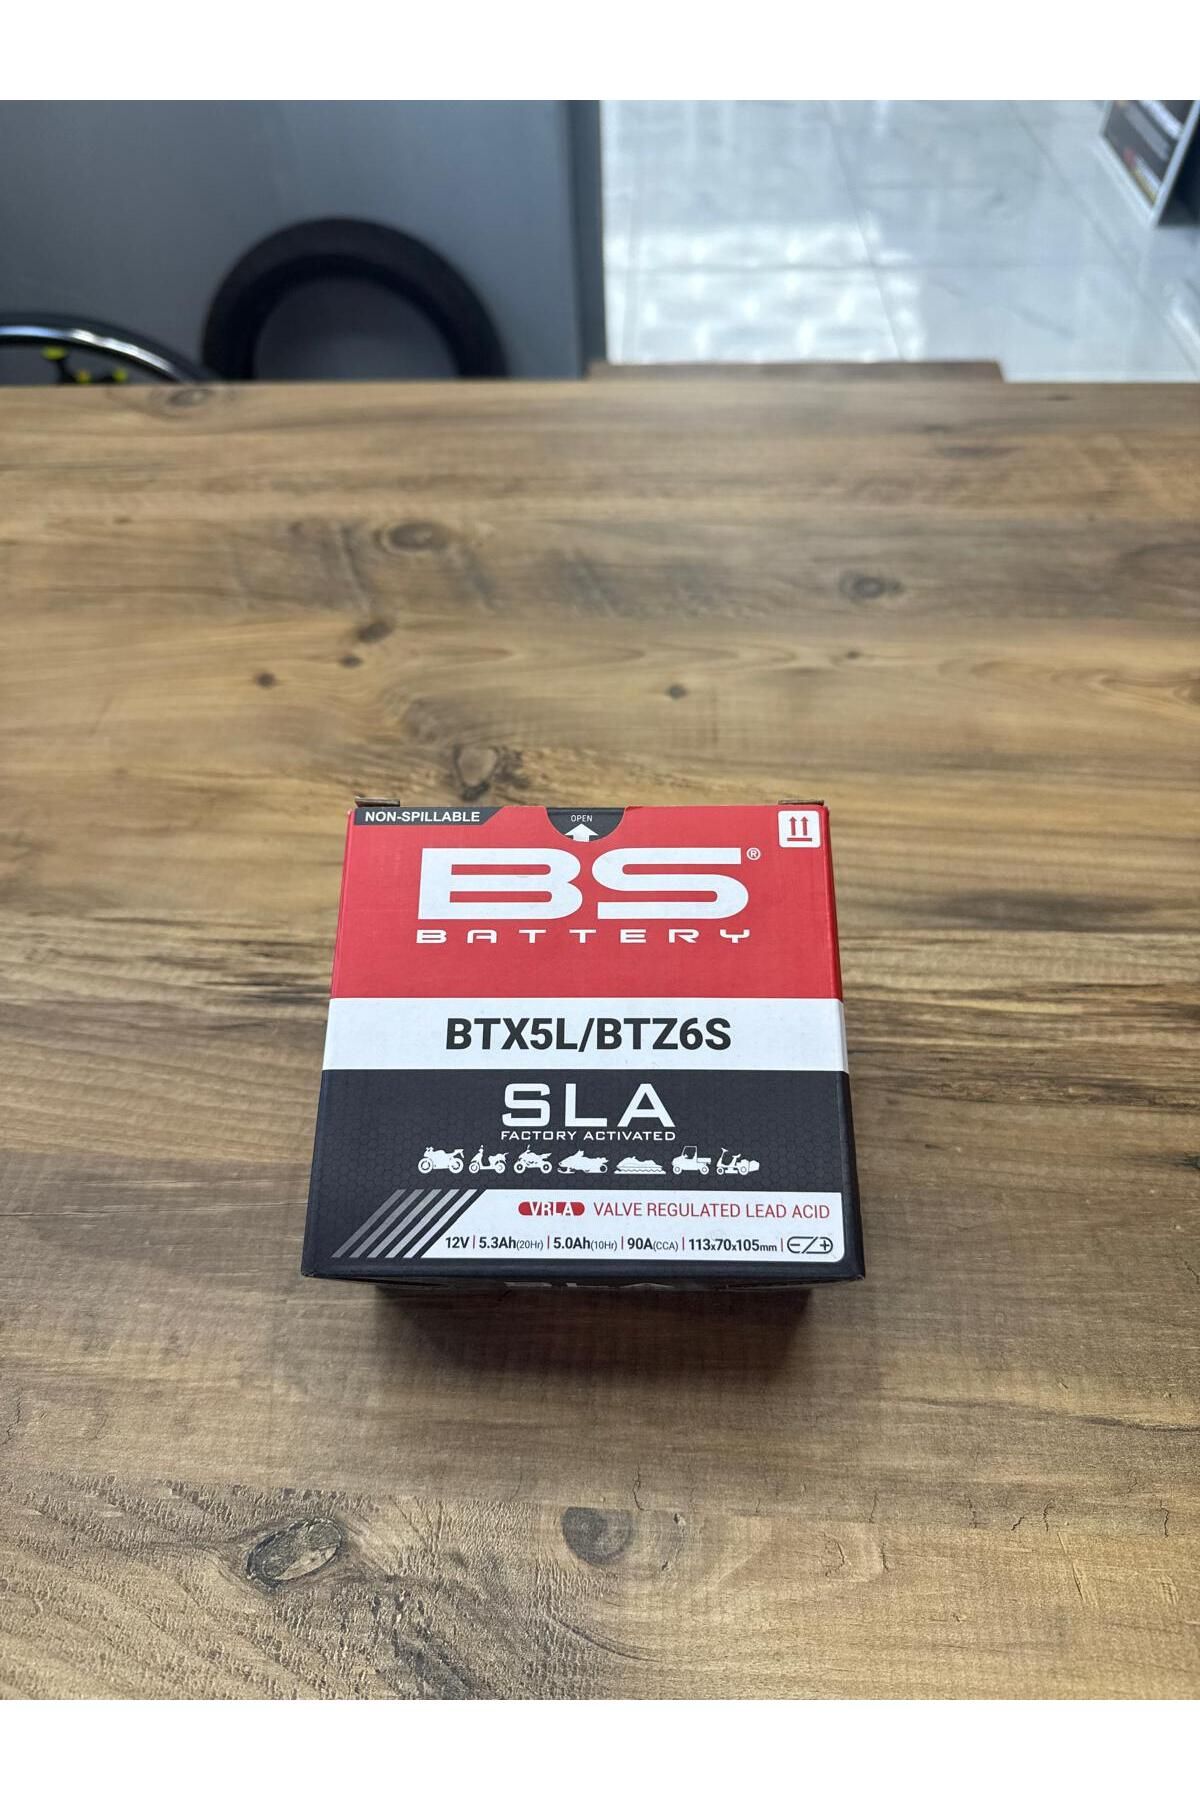 NON-SPILLABLE
OPEN
BS®
BATTERY
BTX5L/BTZ6S
SLA
FACTORY ACTIVATED
VRLA VALVE REGULATED LEAD ACID
12V | 5.3Ah(20Hr) | 5.0Ah(10Hr) | 90A(CCA) | 113x70x105mm |
SLA